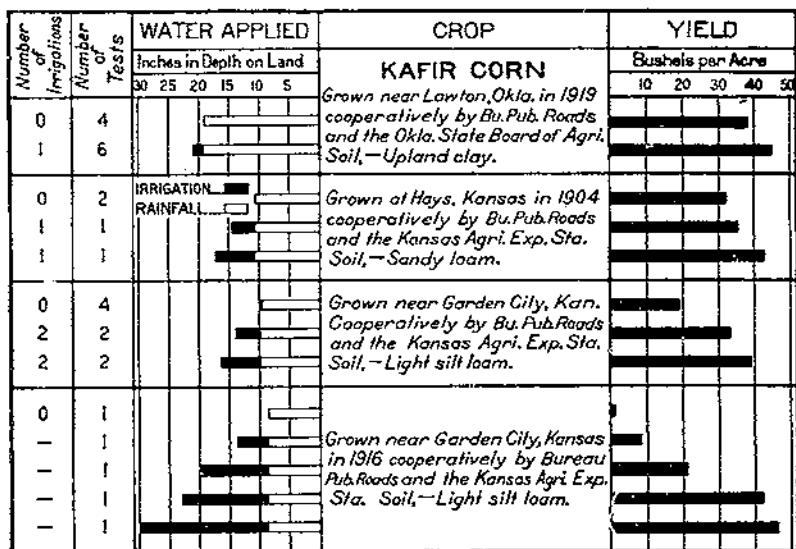 Number of Irrigations
Number of Tests
WATER APPLIED
Inches in Depth on Land
30 25 20 15 10 5
CROP
KAFIR CORN
YIELD
Bushels per Acre
10 20 30 40 50
0 4
1 6
Grown near Lawton, Okla. in 1919
cooperatively by Bu. Pub. Roads
and the Okla. State Board of Agri.
Soil,—Upland clay.
IRRIGATION
RAINFALL
0 2
1 1
1 1
Grown at Hays, Kansas in 1904
cooperatively by Bu. Pub. Roads
and the Kansas Agri. Exp. Sta.
Soil,—Sandy loam.
0 4
2 2
2 2
Grown near Garden City, Kan.
Cooperatively by Bu. Pub. Roads
and the Kansas Agri. Exp. Sta.
Soil,—Light silt loam.
0 1
— 1
— 1
— 1
— 1
Grown near Garden City, Kansas
in 1916 cooperatively by Bureau
Pub. Roads and the Kansas Agri. Exp.
Sta. Soil,—Light silt loam.